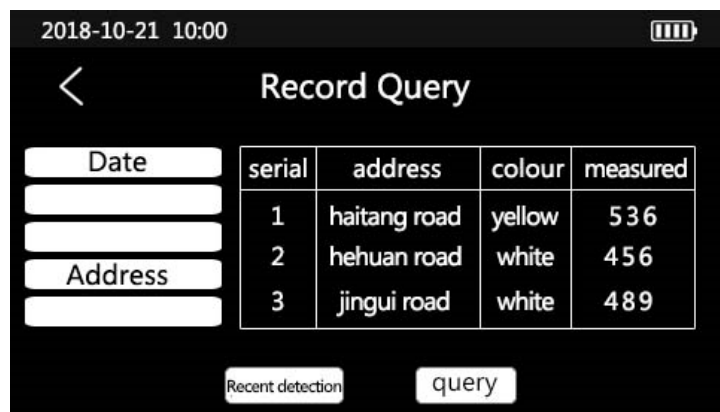 2018-10-21 10:00
Record Query
Date
Address
serial address colour measured
1 haitang road yellow 536
2 hehuan road white 456
3 jingui road white 489
Recent detection
query